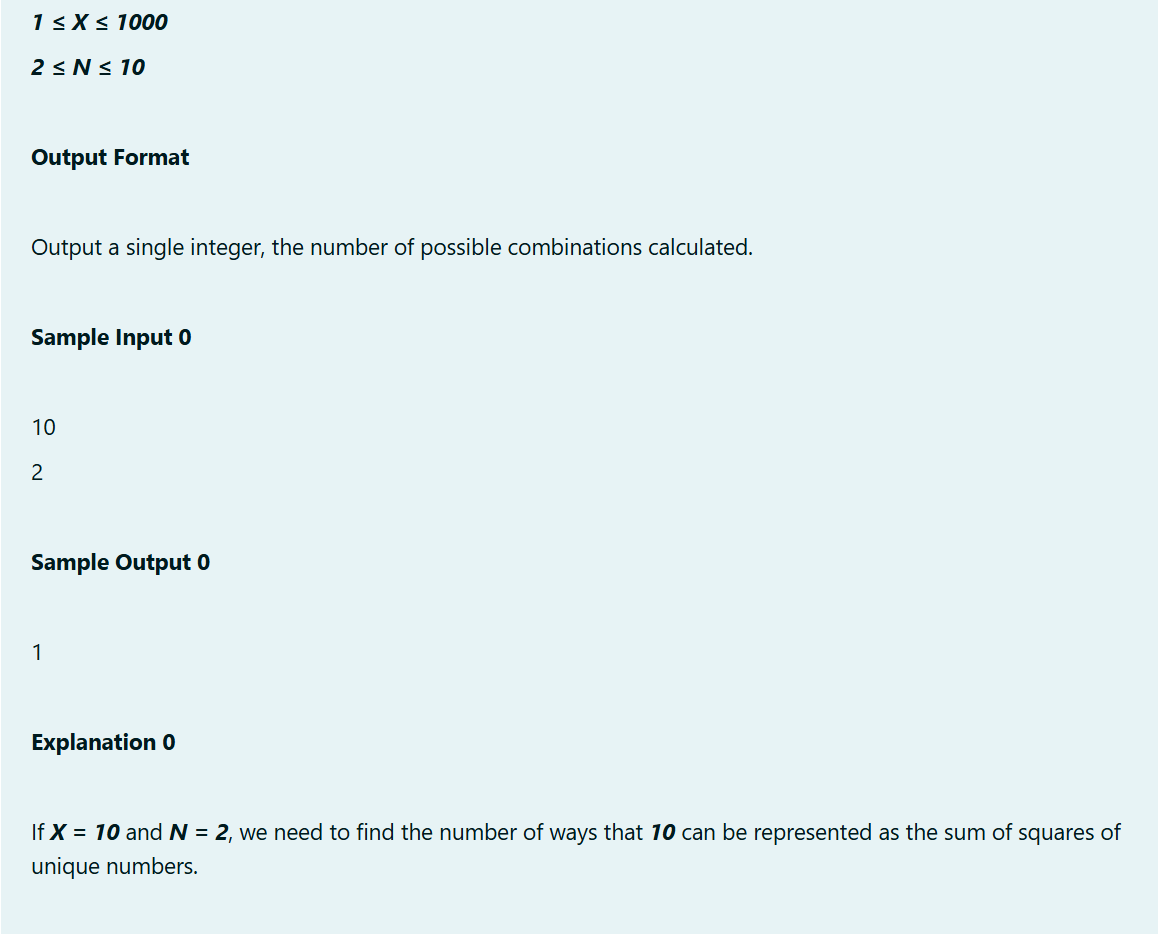 1 ≤ X ≤ 1000
2 ≤ N ≤ 10
Output Format
Output a single integer, the number of possible combinations calculated.
Sample Input 0
10
2
Sample Output 0
1
Explanation 0
If X = 10 and N = 2, we need to find the number of ways that 10 can be represented as the sum of squares of
unique numbers.